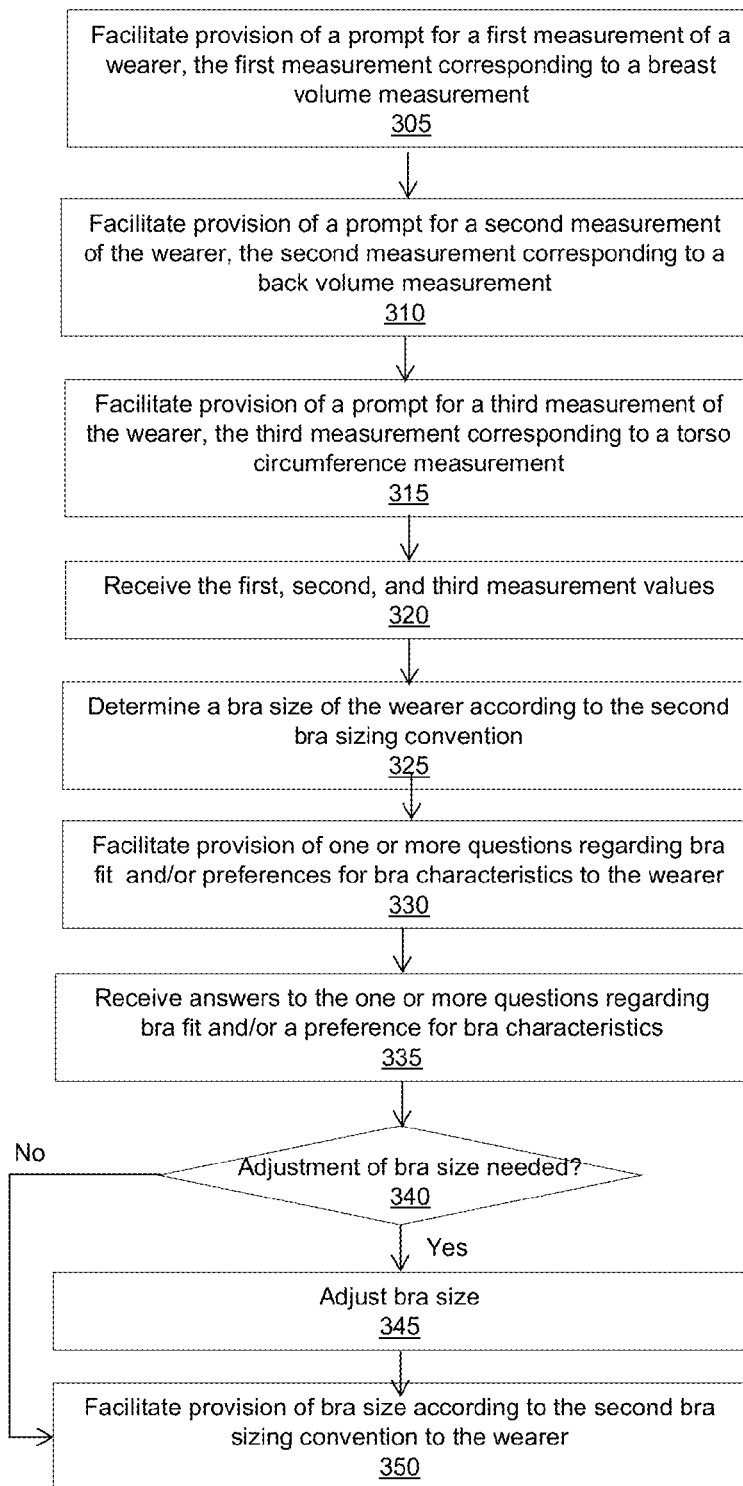 Facilitate provision of a prompt for a first measurement of a
wearer, the first measurement corresponding to a breast
volume measurement
305
Facilitate provision of a prompt for a second measurement
of the wearer, the second measurement corresponding to a
back volume measurement
310
Facilitate provision of a prompt for a third measurement of
the wearer, the third measurement corresponding to a torso
circumference measurement
315
Receive the first, second, and third measurement values
320
Determine a bra size of the wearer according to the second
bra sizing convention
325
Facilitate provision of one or more questions regarding bra
fit and/or preferences for bra characteristics to the wearer
330
Receive answers to the one or more questions regarding
bra fit and/or a preference for bra characteristics
335
No
Adjustment of bra size needed?
340
Yes
Adjust bra size
345
Facilitate provision of bra size according to the second bra
sizing convention to the wearer
350